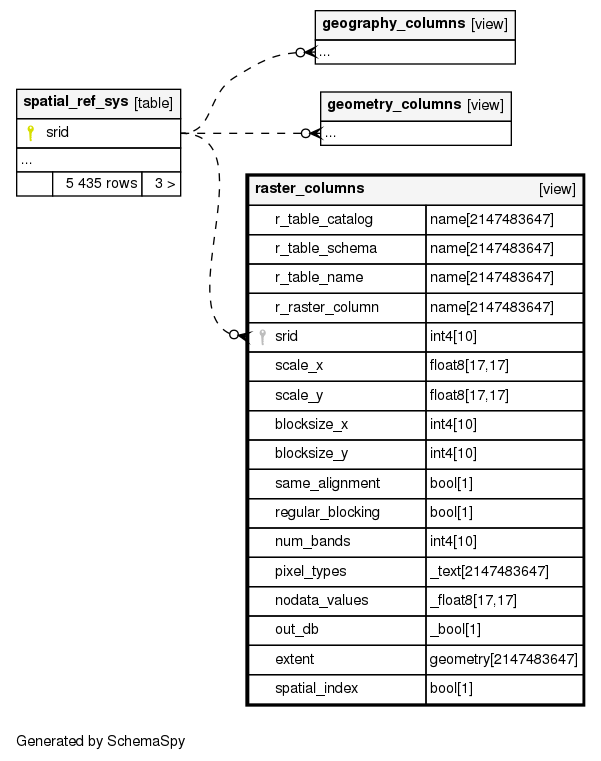 geography_columns [view]
...
spatial_ref_sys [table]
srid
...
5 435 rows 3 >
geometry_columns [view]
...
raster_columns [view]
r_table_catalog name[2147483647]
r_table_schema name[2147483647]
r_table_name name[2147483647]
r_raster_column name[2147483647]
srid int4[10]
scale_x float8[17,17]
scale_y float8[17,17]
blocksize_x int4[10]
blocksize_y int4[10]
same_alignment bool[1]
regular_blocking bool[1]
num_bands int4[10]
pixel_types _text[2147483647]
nodata_values _float8[17,17]
out_db _bool[1]
extent geometry[2147483647]
spatial_index bool[1]
Generated by SchemaSpy